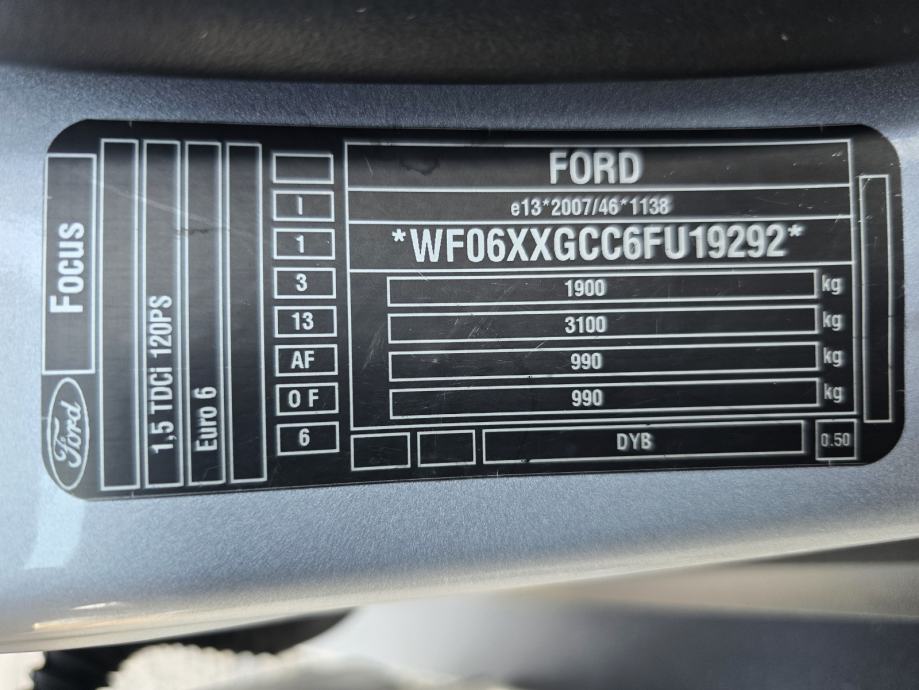 FORD
e13*2007/46*1138
*WF06XXGCC6FU19292*
1900 kg
3100 kg
990 kg
990 kg
DYB
0.50
I
1
3
13
AF
0 F
6
Ford
FOCUS
1,5 TDCi 120PS
Euro 6